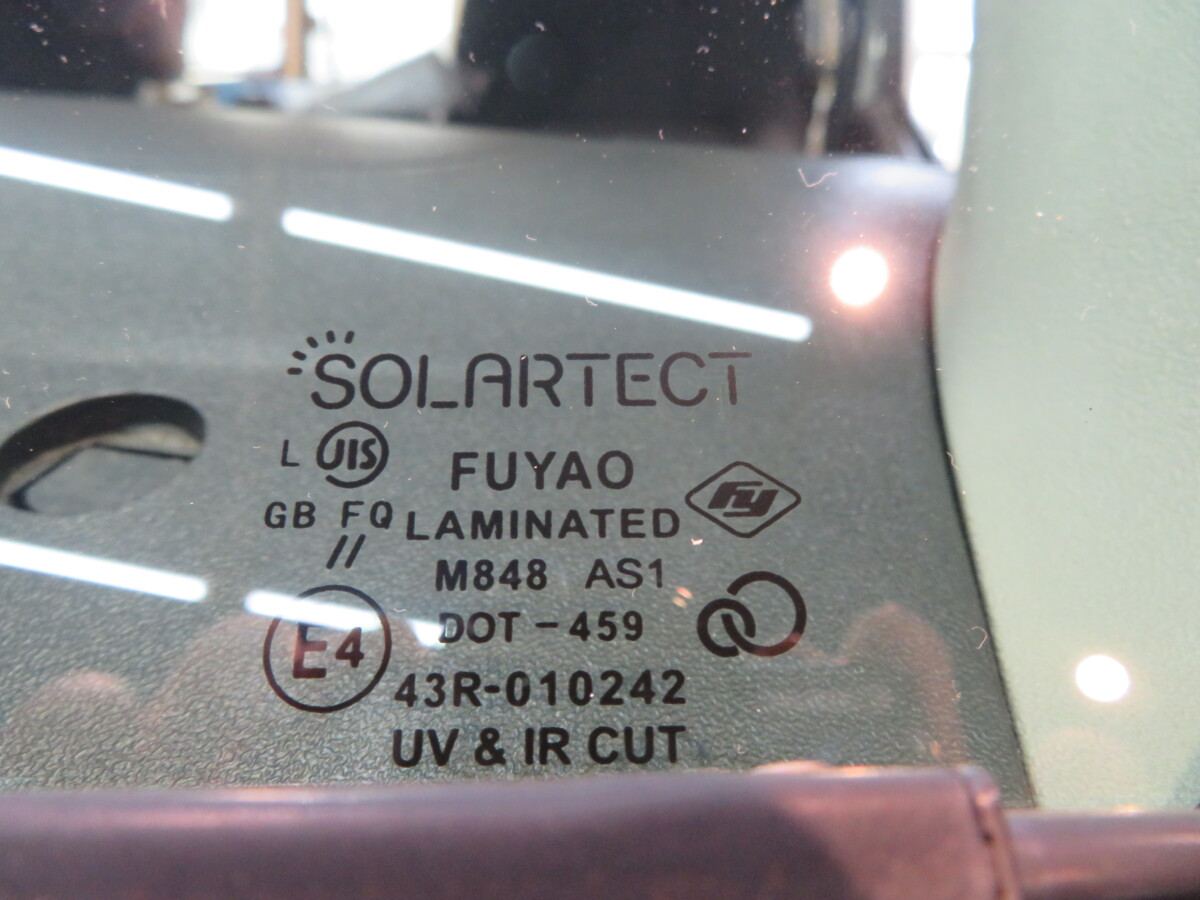 SOLARTECT
L JIS
FUYAO
fy
GB FQ
LAMINATED
//
M848 AS1
DOT-459
E4
43R-010242
UV & IR CUT